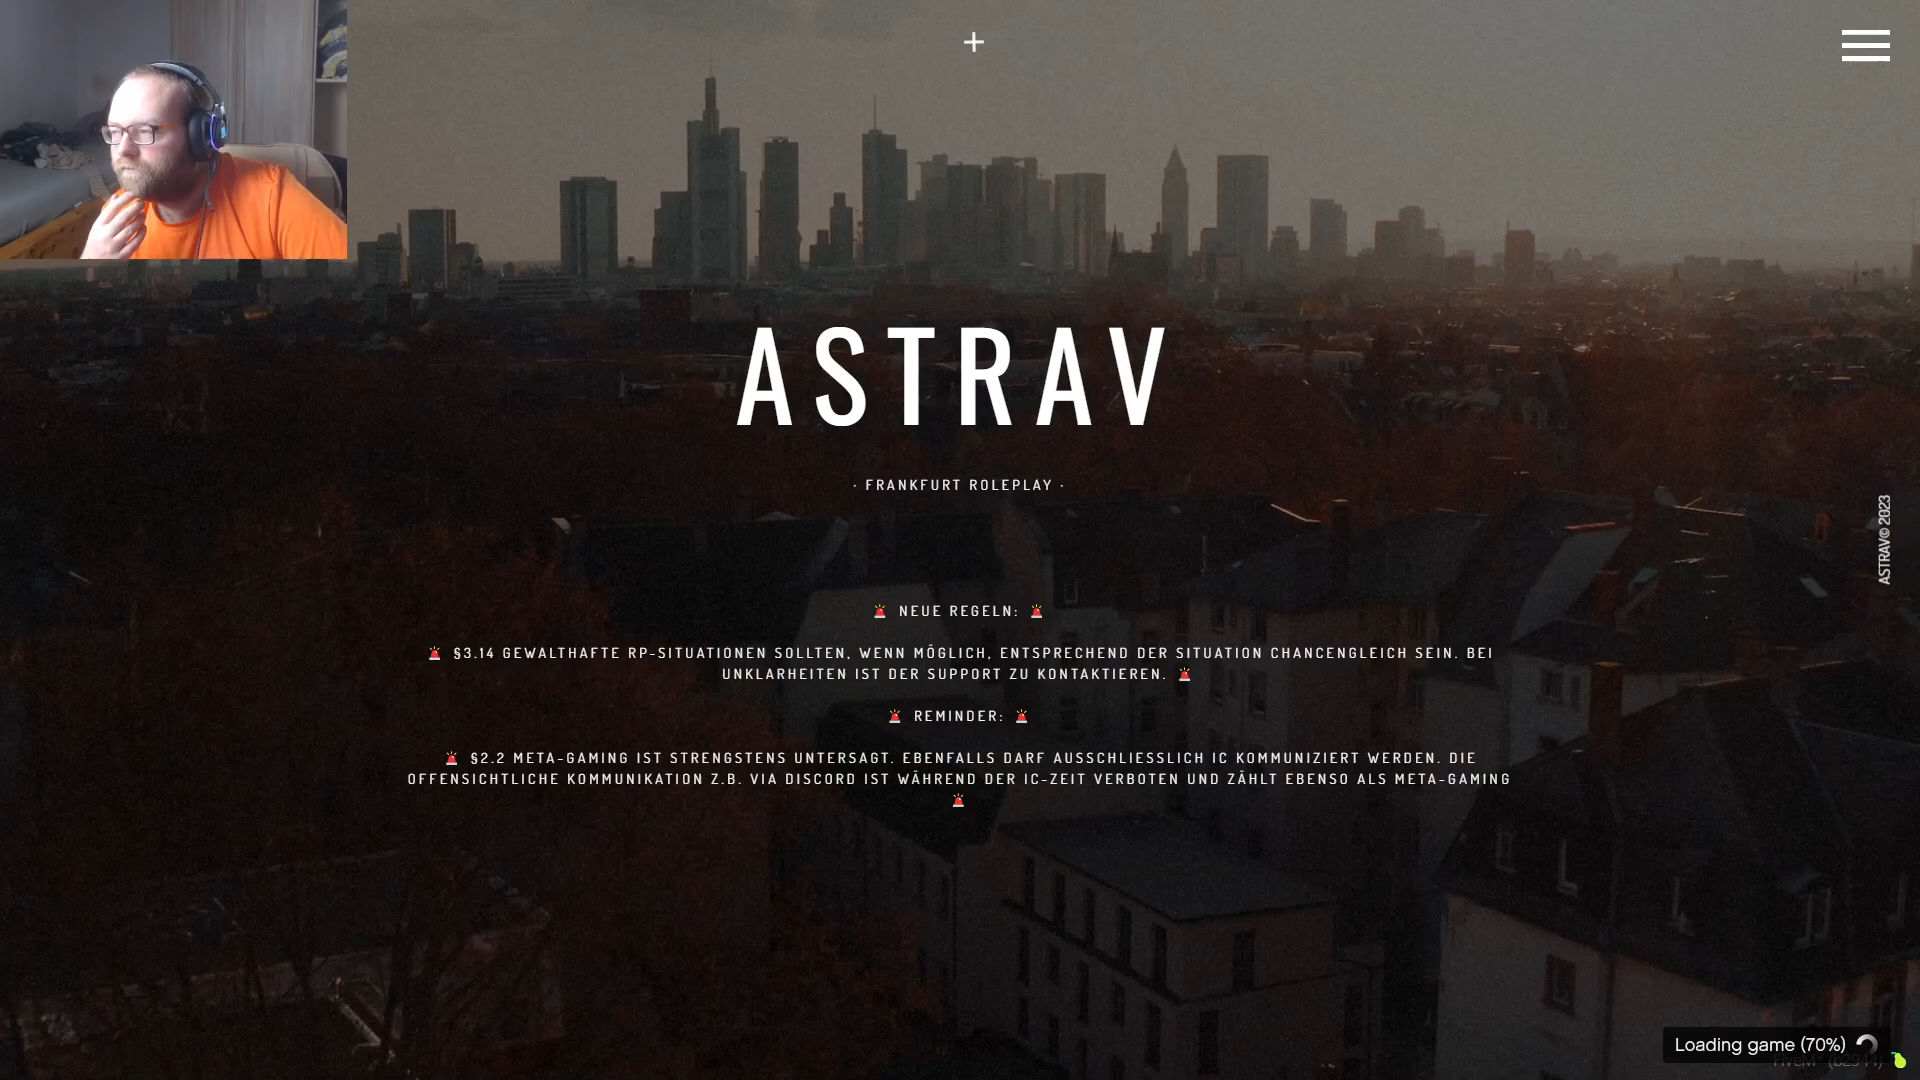 ASTRAV
· FRANKFURT ROLEPLAY ·
ASTRAV© 2023
🚨 NEUE REGELN: 🚨
🚨 §3.14 GEWALTHAFTE RP-SITUATIONEN SOLLTEN, WENN MÖGLICH, ENTSPRECHEND DER SITUATION CHANCENGLEICH SEIN. BEI
UNKLARHEITEN IST DER SUPPORT ZU KONTAKTIEREN. 🚨
🚨 REMINDER: 🚨
🚨 §2.2 META-GAMING IST STRENGSTENS UNTERSAGT. EBENFALLS DARF AUSSCHLIESSLICH IC KOMMUNIZIERT WERDEN. DIE
OFFENSICHTLICHE KOMMUNIKATION Z.B. VIA DISCORD IST WÄHREND DER IC-ZEIT VERBOTEN UND ZÄHLT EBENSO ALS META-GAMING
🚨
Loading game (70%)